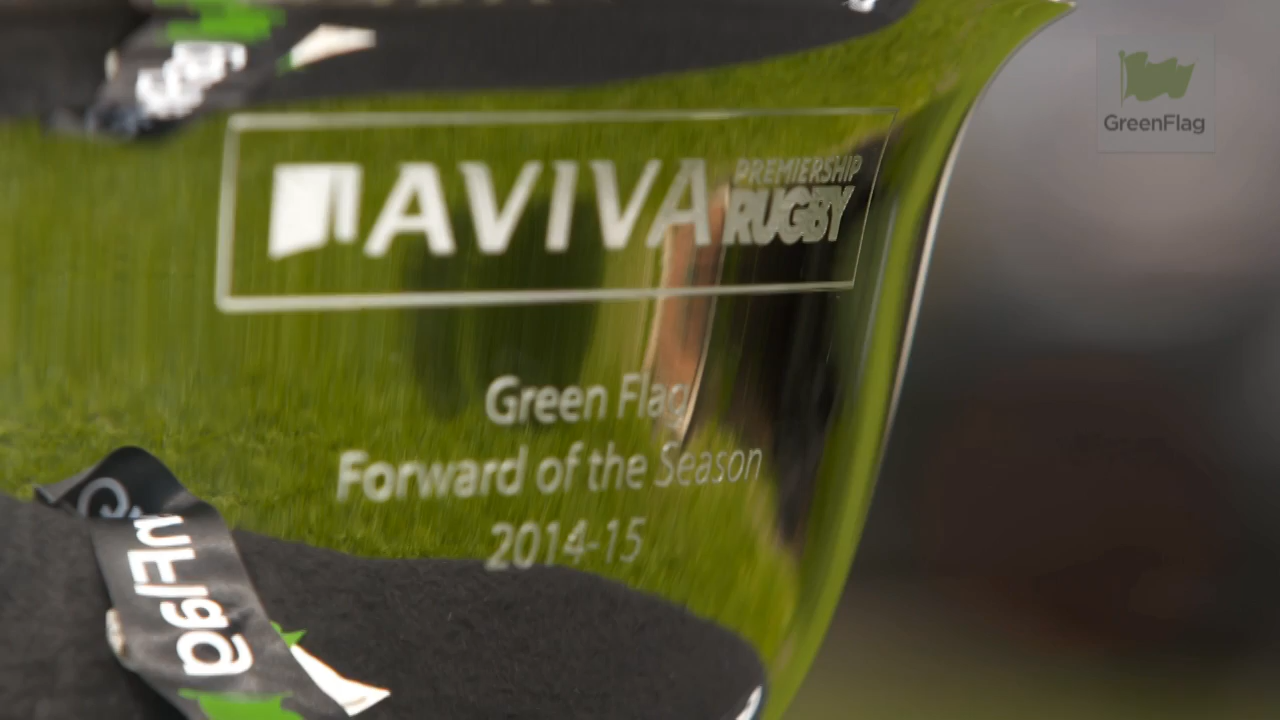 GreenFlag
AVIVA PREMIERSHIP
RUGBY
Green Flag
Forward of the Season
2014-15